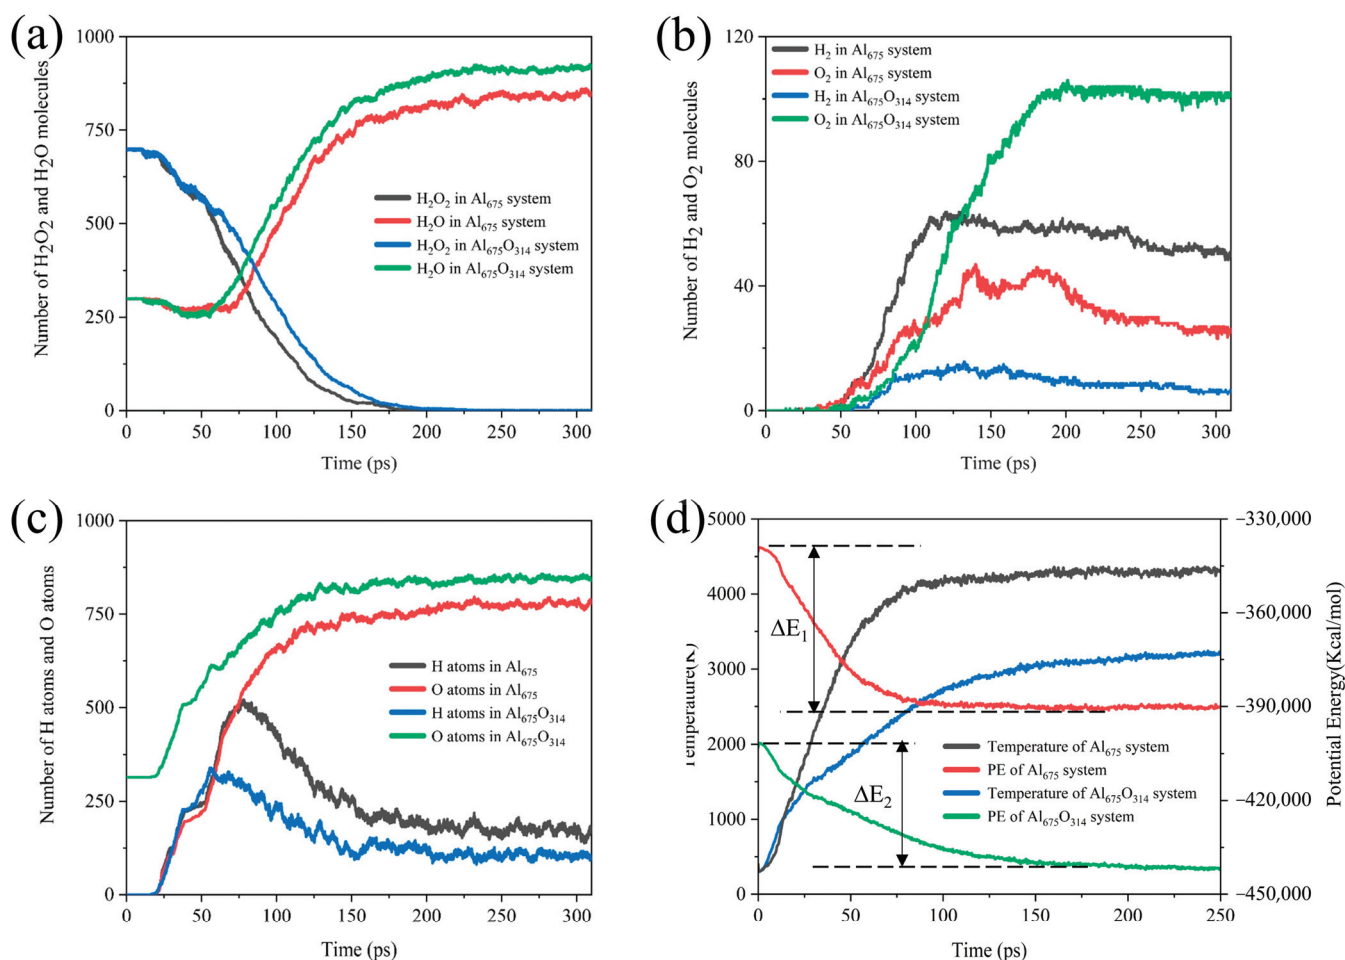 (a)
Number of H2O2 and H2O molecules
1000
750
500
250
0
H2O2 in Al675 system
H2O in Al675 system
H2O2 in Al675O314 system
H2O in Al675O314 system
0 50 100 150 200 250 300
Time (ps)
(b)
Number of H2 and O2 molecules
120
80
40
0
H2 in Al675 system
O2 in Al675 system
H2 in Al675O314 system
O2 in Al675O314 system
0 50 100 150 200 250 300
Time (ps)
(c)
Number of H atoms and O atoms
1000
750
500
250
0
H atoms in Al675
O atoms in Al675
H atoms in Al675O314
O atoms in Al675O314
0 50 100 150 200 250 300
Time (ps)
(d)
Temperature(K)
5000
4000
3000
2000
1000
0
ΔE1
ΔE2
Temperature of Al675 system
PE of Al675 system
Temperature of Al675O314 system
PE of Al675O314 system
−330,000
−360,000
−390,000
−420,000
−450,000
Potential Energy(Kcal/mol)
0 50 100 150 200 250
Time (ps)